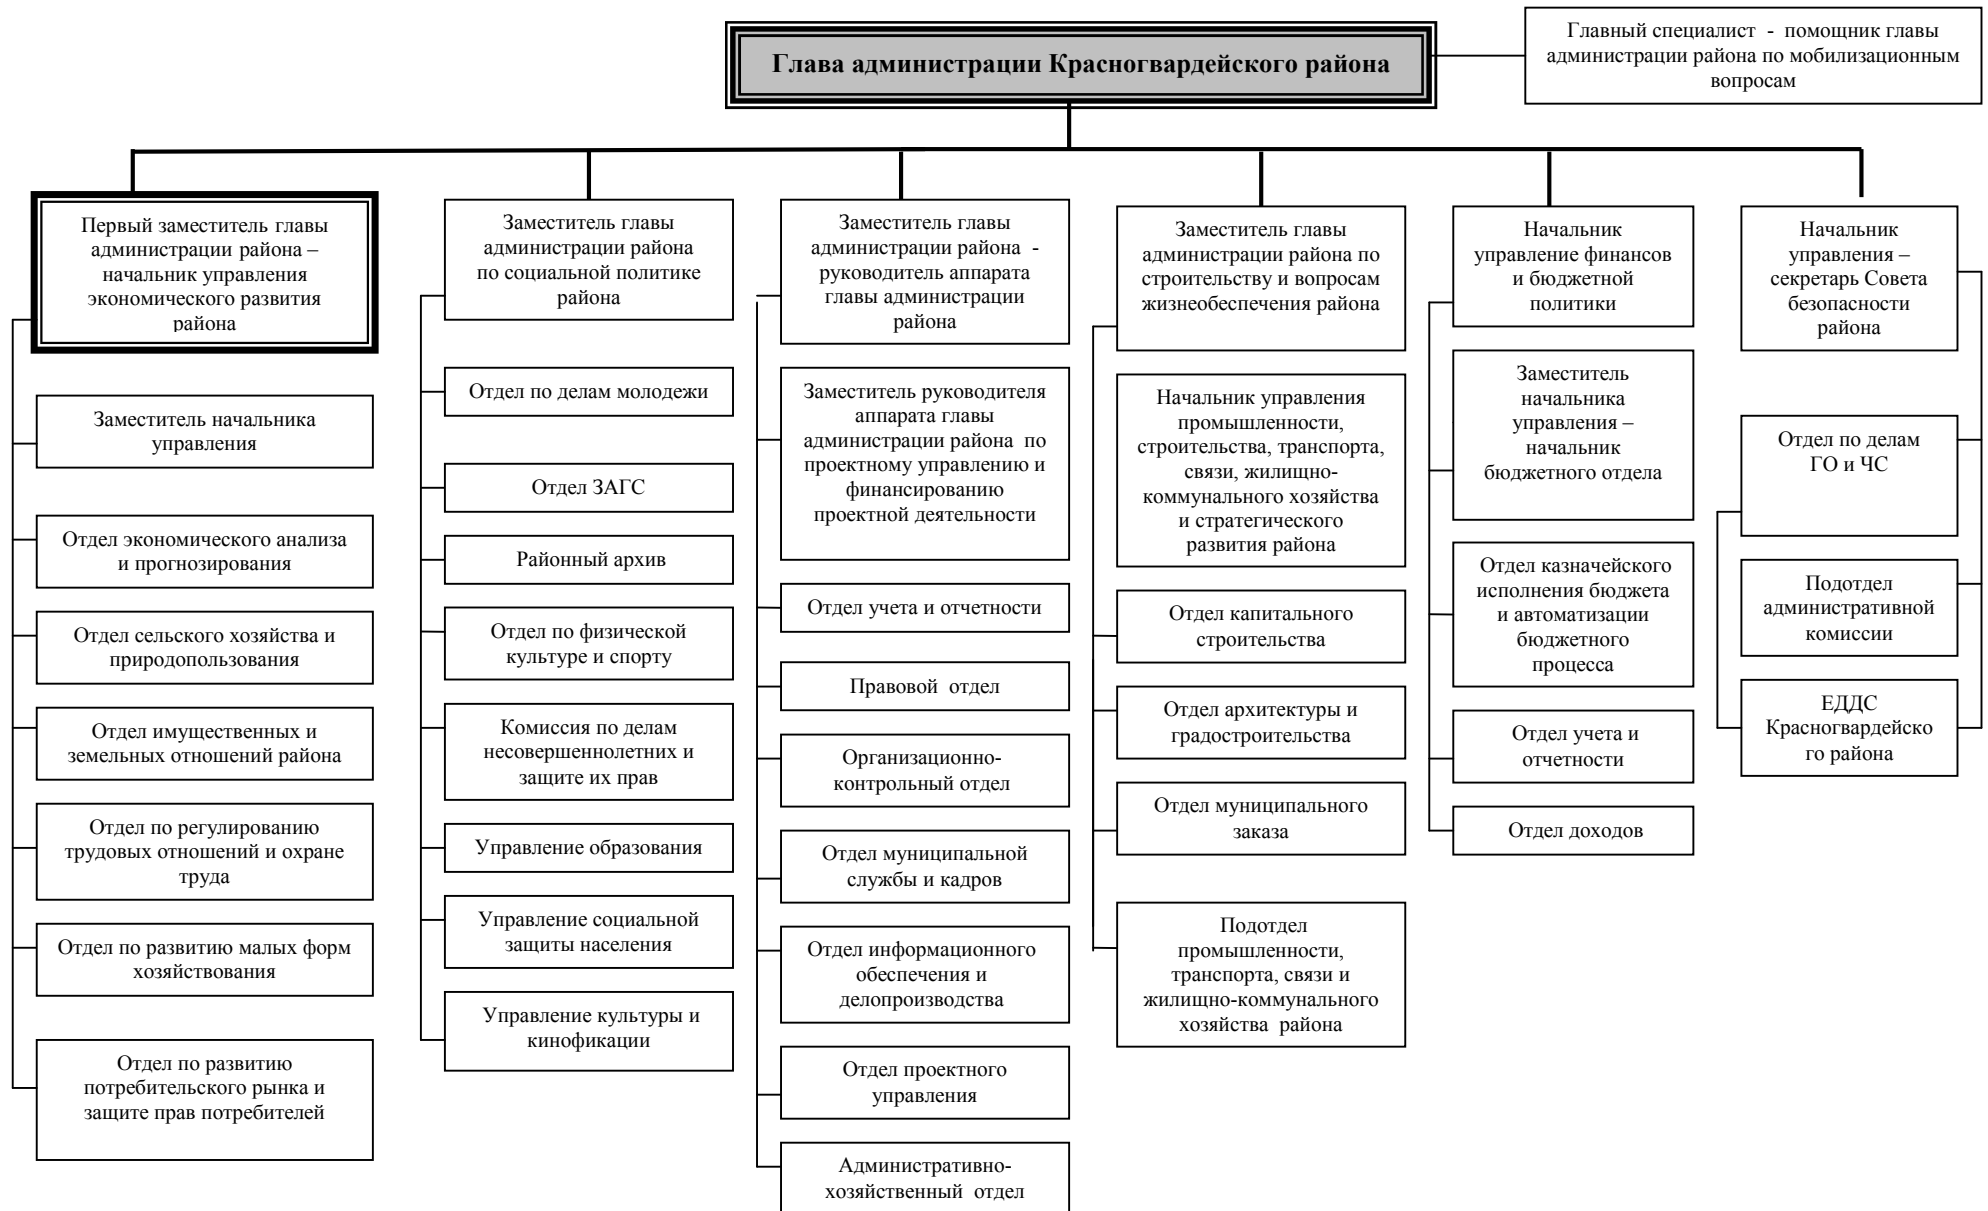 Глава администрации Красногвардейского района
Главный специалист - помощник главы
администрации района по мобилизационным
вопросам
Первый заместитель главы
администрации района –
начальник управления
экономического развития
района
Заместитель начальника
управления
Отдел экономического анализа
и прогнозирования
Отдел сельского хозяйства и
природопользования
Отдел имущественных и
земельных отношений района
Отдел по регулированию
трудовых отношений и охране
труда
Отдел по развитию малых форм
хозяйствования
Отдел по развитию
потребительского рынка и
защите прав потребителей
Заместитель главы
администрации района
по социальной политике
района
Отдел по делам молодежи
Отдел ЗАГС
Районный архив
Отдел по физической
культуре и спорту
Комиссия по делам
несовершеннолетних и
защите их прав
Управление образования
Управление социальной
защиты населения
Управление культуры и
кинофикации
Заместитель главы
администрации района -
руководитель аппарата
главы администрации
района
Заместитель руководителя
аппарата главы
администрации района по
проектному управлению и
финансированию
проектной деятельности
Отдел учета и отчетности
Правовой отдел
Организационно-
контрольный отдел
Отдел муниципальной
службы и кадров
Отдел информационного
обеспечения и
делопроизводства
Отдел проектного
управления
Административно-
хозяйственный отдел
Заместитель главы
администрации района по
строительству и вопросам
жизнеобеспечения района
Начальник управления
промышленности,
строительства, транспорта,
связи, жилищно-
коммунального хозяйства
и стратегического
развития района
Отдел капитального
строительства
Отдел архитектуры и
градостроительства
Отдел муниципального
заказа
Подотдел
промышленности,
транспорта, связи и
жилищно-коммунального
хозяйства района
Начальник
управление финансов
и бюджетной
политики
Заместитель
начальника
управления –
начальник
бюджетного отдела
Отдел казначейского
исполнения бюджета
и автоматизации
бюджетного
процесса
Отдел учета и
отчетности
Отдел доходов
Начальник
управления –
секретарь Совета
безопасности
района
Отдел по делам
ГО и ЧС
Подотдел
административной
комиссии
ЕДДС
Красногвардейско
го района